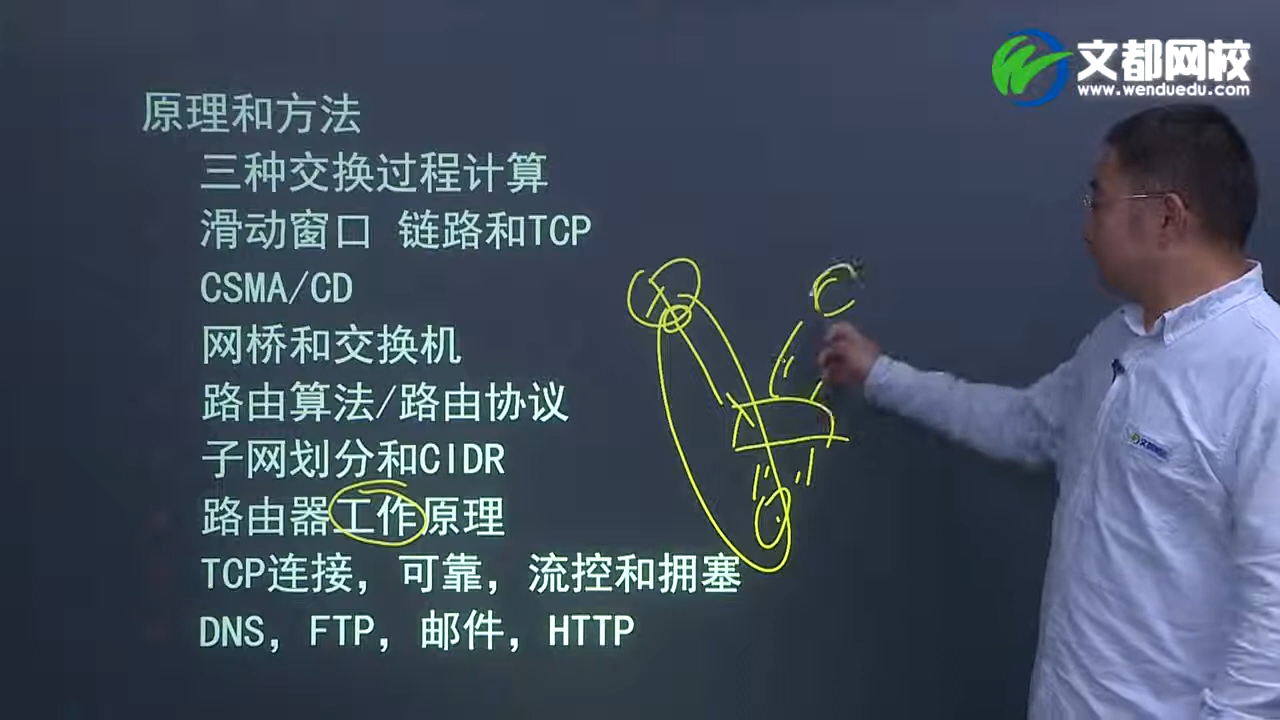 文都网校
www.wenduedu.com
原理和方法
三种交换过程计算
滑动窗口 链路和TCP
CSMA/CD
网桥和交换机
路由算法/路由协议
子网划分和CIDR
路由器工作原理
TCP连接，可靠，流控和拥塞
DNS，FTP，邮件，HTTP